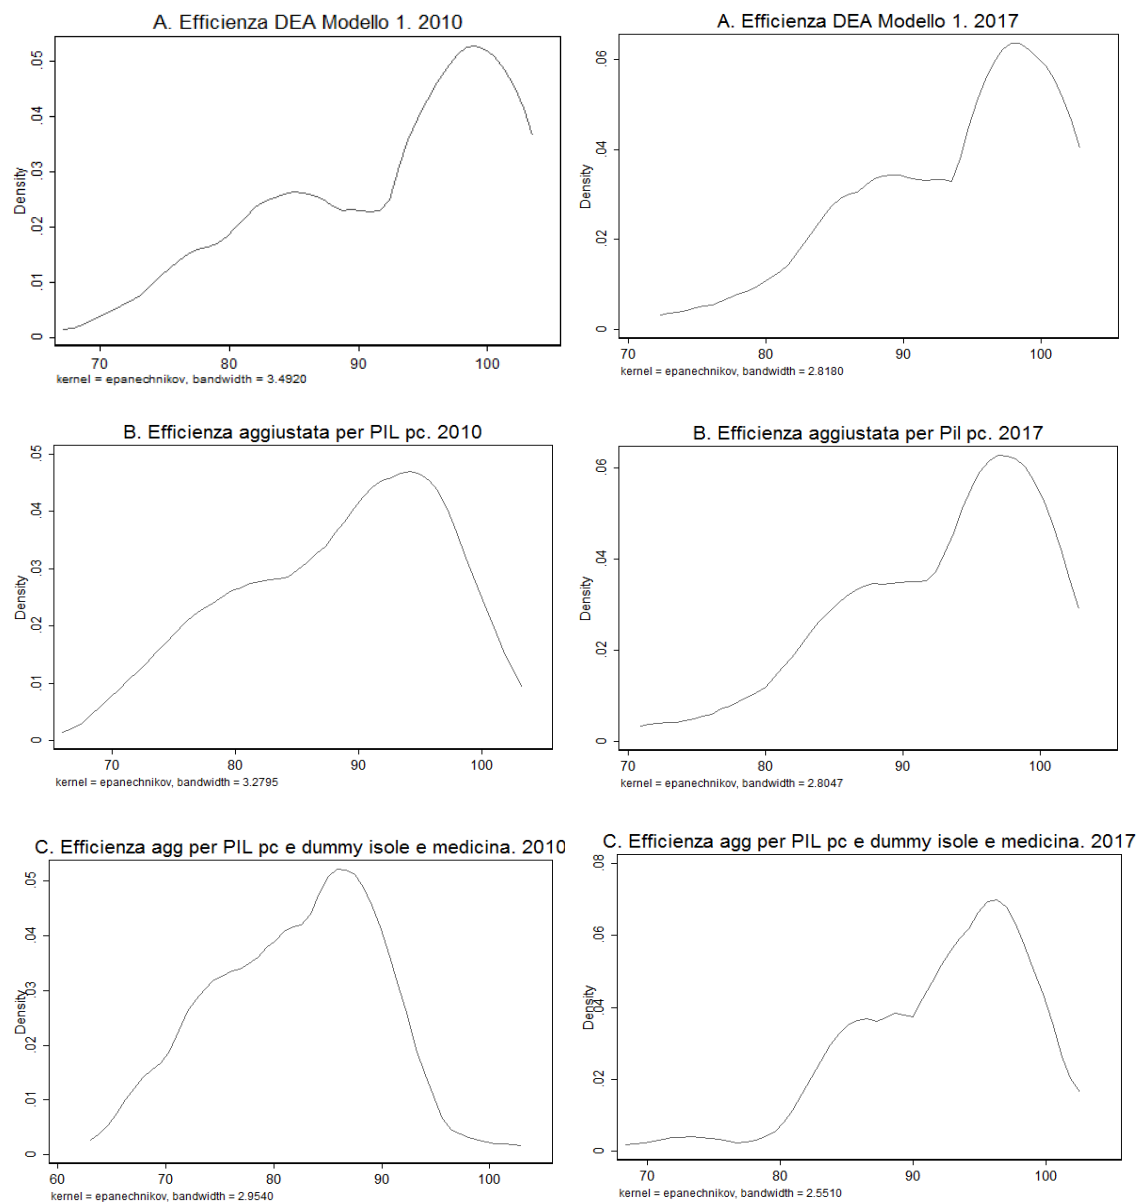 A. Efficienza DEA Modello 1. 2010
Density
0 .01 .02 .03 .04 .05
70 80 90 100
kernel = epanechnikov, bandwidth = 3.4920
A. Efficienza DEA Modello 1. 2017
Density
0 .02 .04 .06
70 80 90 100
kernel = epanechnikov, bandwidth = 2.8180
B. Efficienza aggiustata per PIL pc. 2010
Density
0 .01 .02 .03 .04 .05
70 80 90 100
kernel = epanechnikov, bandwidth = 3.2795
B. Efficienza aggiustata per Pil pc. 2017
Density
0 .02 .04 .06
70 80 90 100
kernel = epanechnikov, bandwidth = 2.8047
C. Efficienza agg per PIL pc e dummy isole e medicina. 2010
Density
0 .01 .02 .03 .04 .05
60 70 80 90 100
kernel = epanechnikov, bandwidth = 2.9540
C. Efficienza agg per PIL pc e dummy isole e medicina. 2017
Density
0 .02 .04 .06 .08
70 80 90 100
kernel = epanechnikov, bandwidth = 2.5510